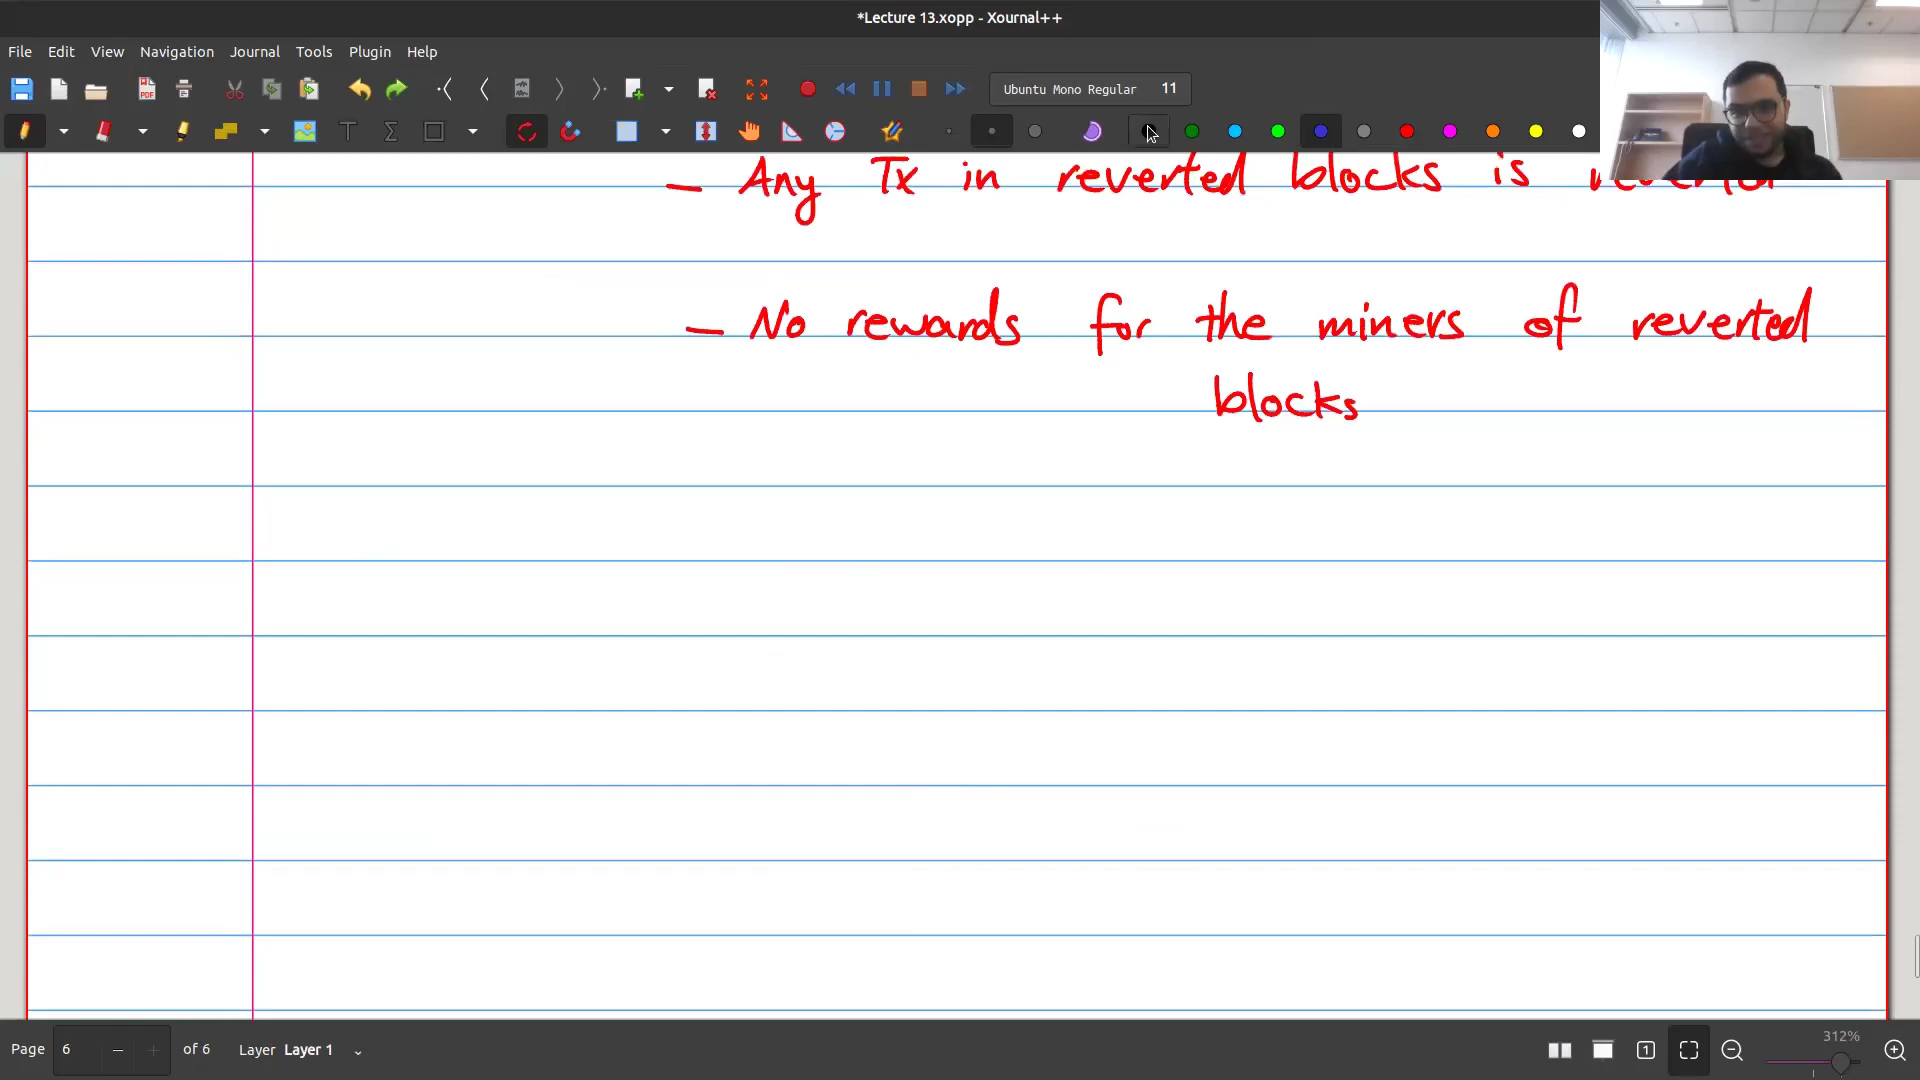 *Lecture 13.xopp - Xournal++
File Edit View Navigation Journal Tools Plugin Help
Ubuntu Mono Regular 11
– Any Tx in reverted blocks is
– No rewards for the miners of reverted
blocks
Page 6 of 6 Layer Layer 1
312%